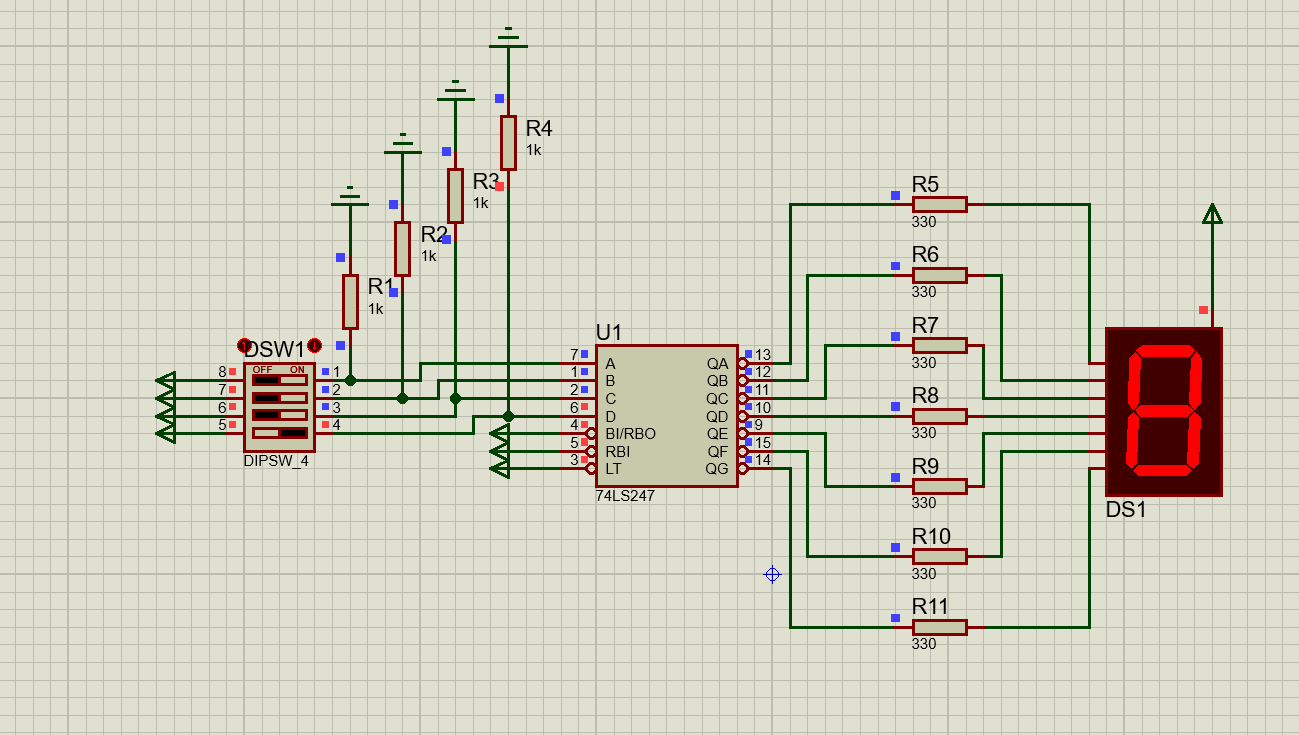 R4
1k
R3
1k
R2
1k
R1
1k
DSW1
OFF ON
8 1
7 2
6 3
5 4
DIPSW_4
U1
7 A QA 13
1 B QB 12
2 C QC 11
6 D QD 10
4 BI/RBO QE 9
5 RBI QF 15
3 LT QG 14
74LS247
R5
330
R6
330
R7
330
R8
330
R9
330
R10
330
R11
330
8
DS1